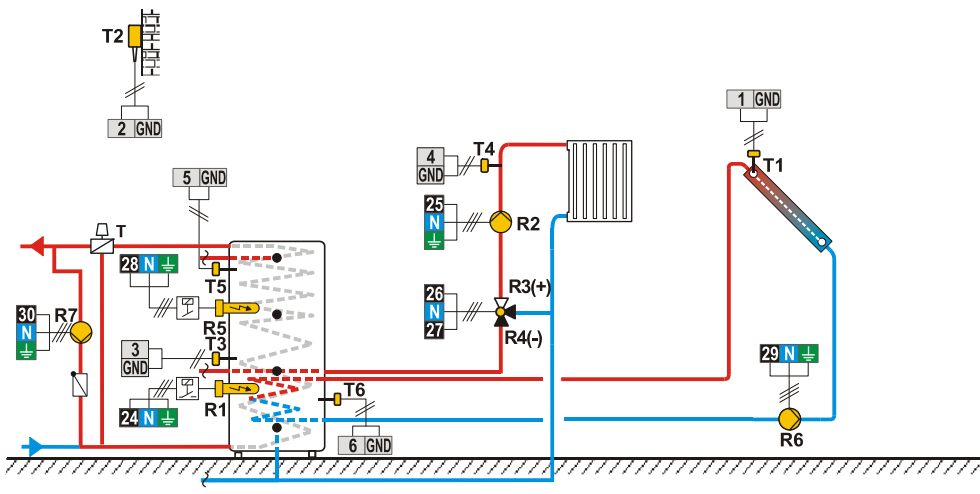 T2
2 GND
1 GND
T1
4
GND
T4
5 GND
25
N
R2
T
28 N
T5
R3(+)
26
N
27
R4(-)
30
N
R7
R5
T3
3
GND
29 N
T6
24 N
R1
6 GND
R6